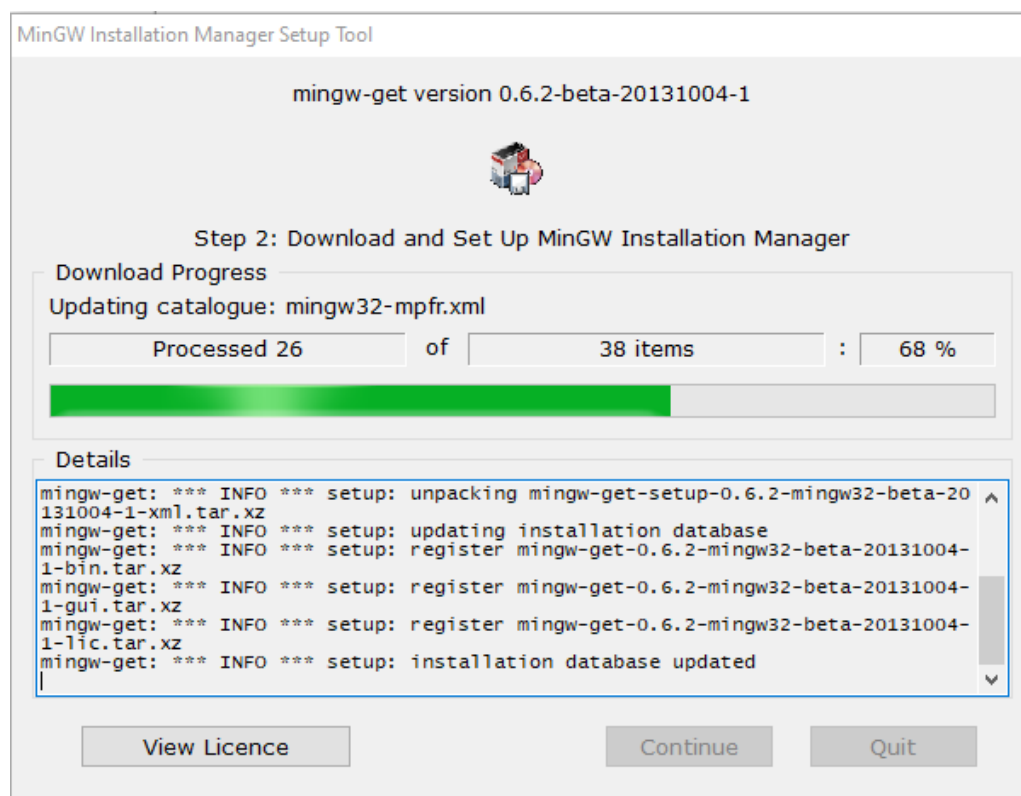 MinGW Installation Manager Setup Tool
mingw-get version 0.6.2-beta-20131004-1
Step 2: Download and Set Up MinGW Installation Manager
Download Progress
Updating catalogue: mingw32-mpfr.xml
Processed 26 of 38 items : 68 %
Details
mingw-get: *** INFO *** setup: unpacking mingw-get-setup-0.6.2-mingw32-beta-20
131004-1-xml.tar.xz
mingw-get: *** INFO *** setup: updating installation database
mingw-get: *** INFO *** setup: register mingw-get-0.6.2-mingw32-beta-20131004-
1-bin.tar.xz
mingw-get: *** INFO *** setup: register mingw-get-0.6.2-mingw32-beta-20131004-
1-gui.tar.xz
mingw-get: *** INFO *** setup: register mingw-get-0.6.2-mingw32-beta-20131004-
1-lic.tar.xz
mingw-get: *** INFO *** setup: installation database updated
View Licence Continue Quit